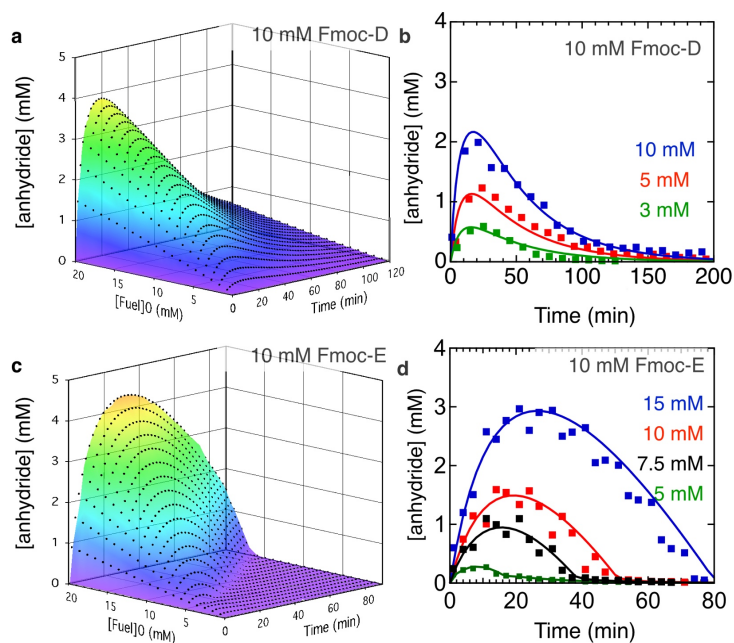 a
10 mM Fmoc-D
[anhydride] (mM)
5
4
3
2
1
0
20
15
10
5
0
[Fuel]0 (mM)
0
20
40
60
80
100
120
Time (min)
b
10 mM Fmoc-D
[anhydride] (mM)
4
3
2
1
0
10 mM
5 mM
3 mM
0
50
100
150
200
Time (min)
c
10 mM Fmoc-E
[anhydride] (mM)
5
4
3
2
1
0
20
15
10
5
0
[Fuel]0 (mM)
0
20
40
60
80
Time (min)
d
10 mM Fmoc-E
[anhydride] (mM)
4
3
2
1
0
15 mM
10 mM
7.5 mM
5 mM
0
20
40
60
80
Time (min)